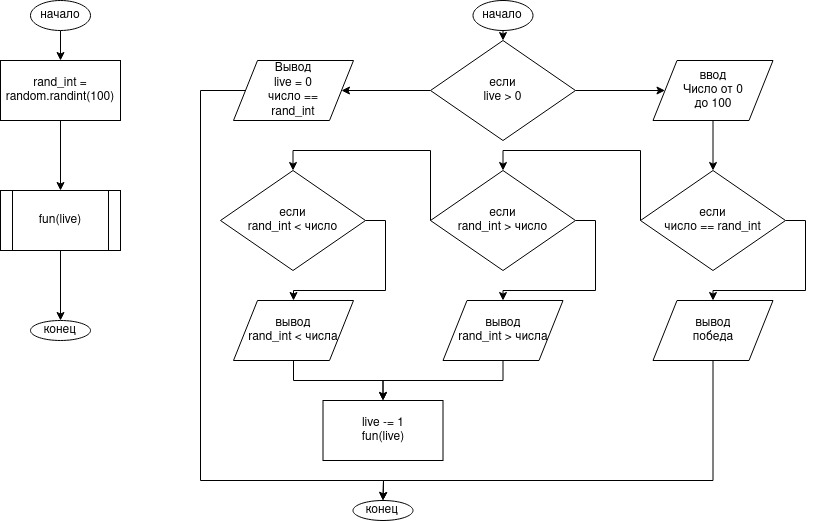 начало
rand_int =
random.randint(100)
fun(live)
конец
начало
если
live > 0
Вывод
live = 0
число ==
rand_int
ввод
Число от 0
до 100
если
rand_int < число
если
rand_int > число
если
число == rand_int
вывод
rand_int < числа
вывод
rand_int > числа
вывод
победа
live -= 1
fun(live)
конец